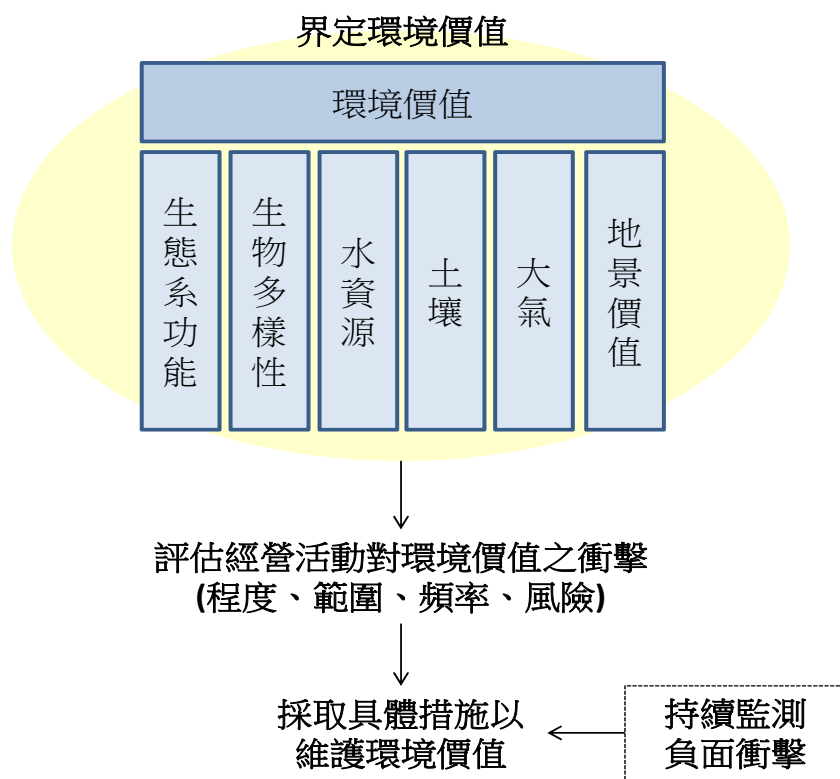 界定環境價值
環境價值
生態系功能
生物多樣性
水資源
土壤
大氣
地景價值
評估經營活動對環境價值之衝擊
(程度、範圍、頻率、風險)
採取具體措施以
維護環境價值
持續監測
負面衝擊